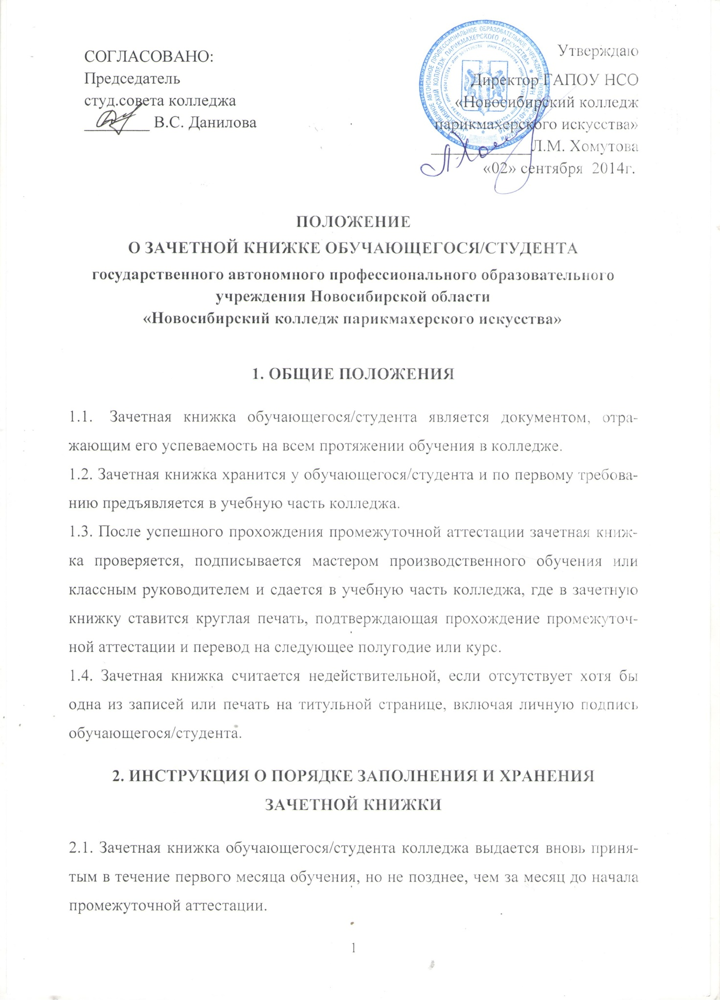 СОГЛАСОВАНО:
Председатель
студ.совета колледжа
В.С. Данилова
Утверждаю
Директор ГАПОУ НСО
«Новосибирский колледж
парикмахерского искусства»
Л.М. Хомутова
«02» сентября 2014г.
ПОЛОЖЕНИЕ
О ЗАЧЕТНОЙ КНИЖКЕ ОБУЧАЮЩЕГОСЯ/СТУДЕНТА
государственного автономного профессионального образовательного
учреждения Новосибирской области
«Новосибирский колледж парикмахерского искусства»
1. ОБЩИЕ ПОЛОЖЕНИЯ
1.1. Зачетная книжка обучающегося/студента является документом, отра-
жающим его успеваемость на всем протяжении обучения в колледже.
1.2. Зачетная книжка хранится у обучающегося/студента и по первому требова-
нию предъявляется в учебную часть колледжа.
1.3. После успешного прохождения промежуточной аттестации зачетная книж-
ка проверяется, подписывается мастером производственного обучения или
классным руководителем и сдается в учебную часть колледжа, где в зачетную
книжку ставится круглая печать, подтверждающая прохождение промежуточ-
ной аттестации и перевод на следующее полугодие или курс.
1.4. Зачетная книжка считается недействительной, если отсутствует хотя бы
одна из записей или печать на титульной странице, включая личную подпись
обучающегося/студента.
2. ИНСТРУКЦИЯ О ПОРЯДКЕ ЗАПОЛНЕНИЯ И ХРАНЕНИЯ
ЗАЧЕТНОЙ КНИЖКИ
2.1. Зачетная книжка обучающегося/студента колледжа выдается вновь приня-
тым в течение первого месяца обучения, но не позднее, чем за месяц до начала
промежуточной аттестации.
1